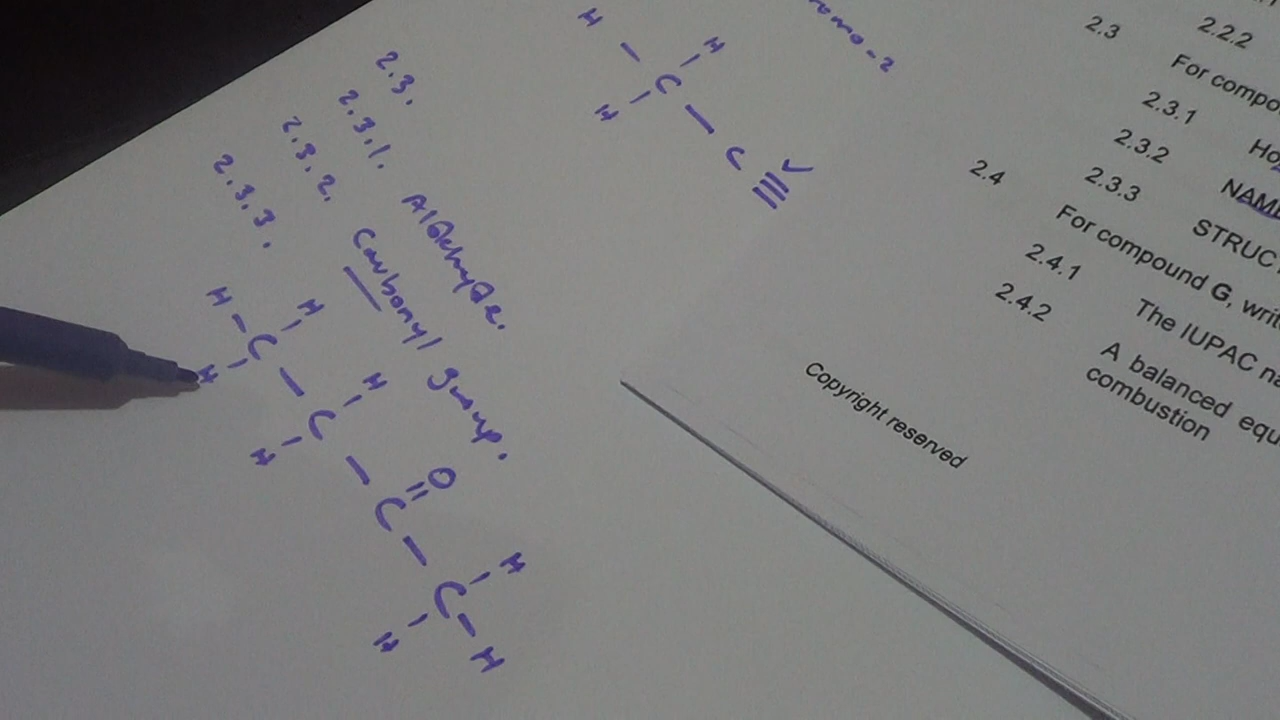 omo-2
H
H
C
H
C ≡ ✓
2.3.
2.3.1. Aldehyde.
2.3.2. Carbonyl group.
2.3.3.
H H
H - C - C - C - C - H
H H O H H
2.2.2
2.3
For compo
2.3.1 Ho
2.3.2 NAM
2.3.3 STRUC
2.4
For compound G, writ
2.4.1 The IUPAC na
2.4.2 A balanced equ
combustion
Copyright reserved